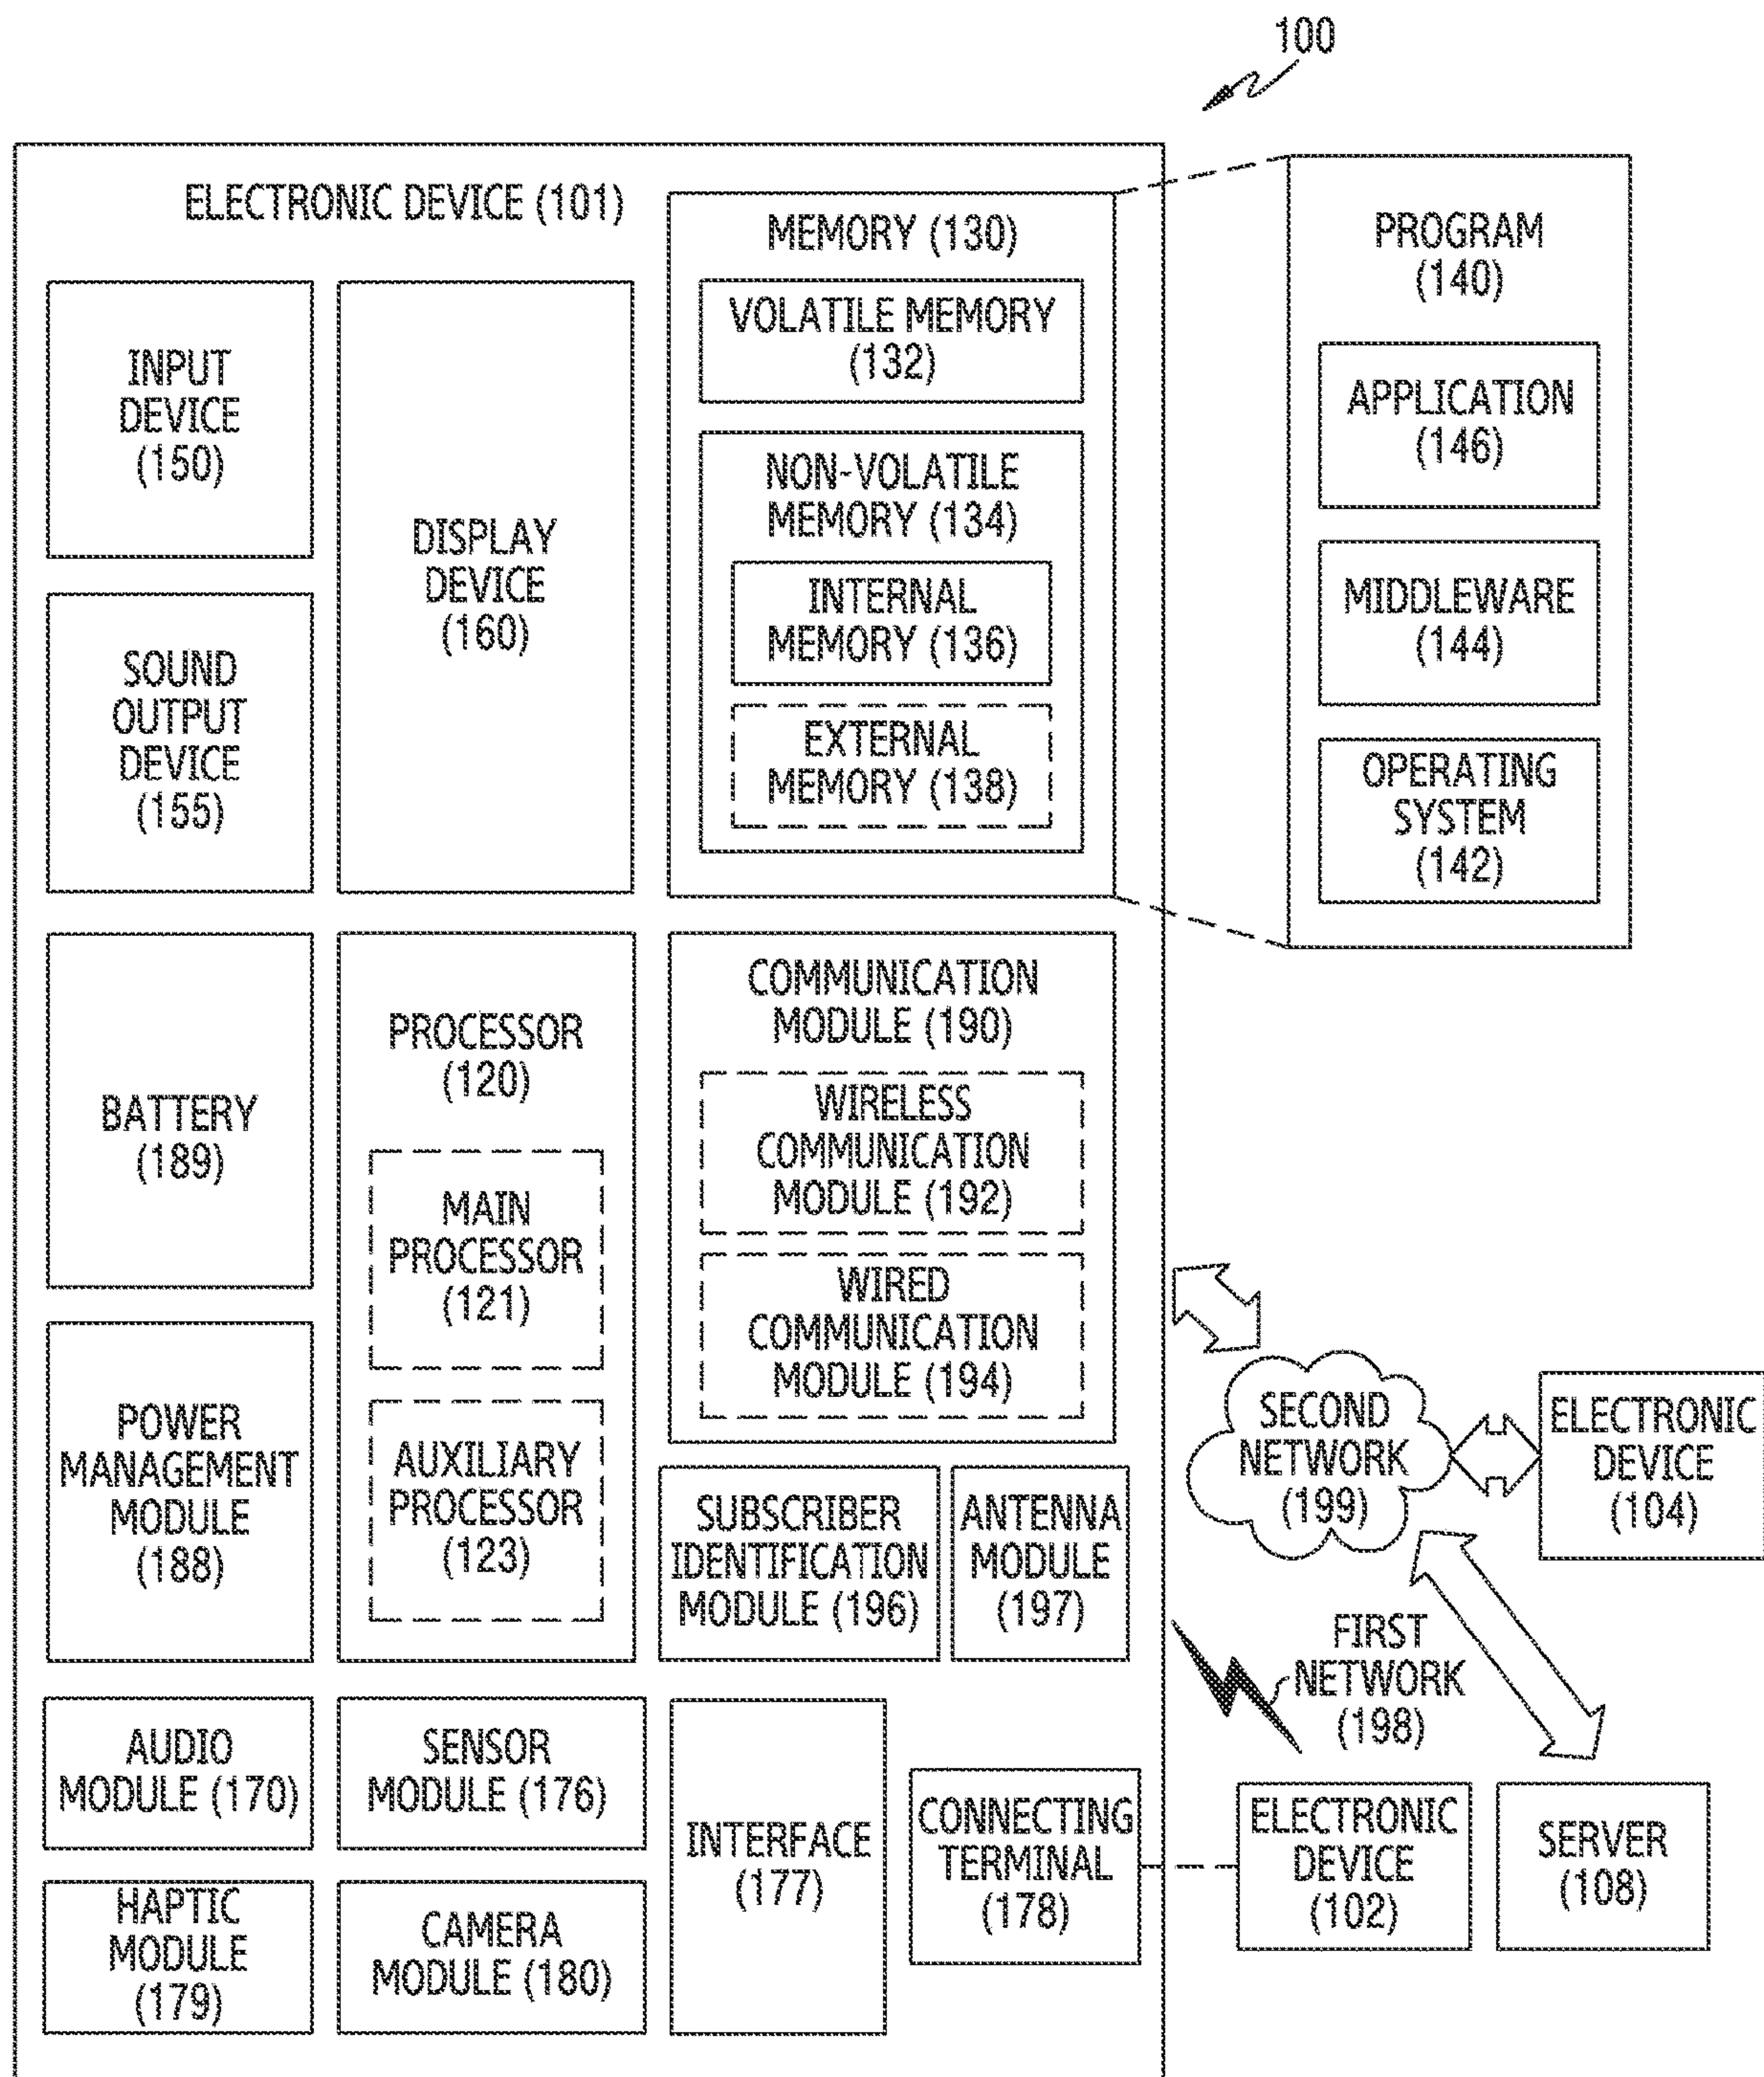 100
ELECTRONIC DEVICE (101)
INPUT
DEVICE
(150)
SOUND
OUTPUT
DEVICE
(155)
DISPLAY
DEVICE
(160)
MEMORY (130)
VOLATILE MEMORY
(132)
NON-VOLATILE
MEMORY (134)
INTERNAL
MEMORY (136)
EXTERNAL
MEMORY (138)
PROGRAM
(140)
APPLICATION
(146)
MIDDLEWARE
(144)
OPERATING
SYSTEM
(142)
BATTERY
(189)
POWER
MANAGEMENT
MODULE
(188)
PROCESSOR
(120)
MAIN
PROCESSOR
(121)
AUXILIARY
PROCESSOR
(123)
COMMUNICATION
MODULE (190)
WIRELESS
COMMUNICATION
MODULE (192)
WIRED
COMMUNICATION
MODULE (194)
SUBSCRIBER
IDENTIFICATION
MODULE (196)
ANTENNA
MODULE
(197)
SECOND
NETWORK
(199)
ELECTRONIC
DEVICE
(104)
FIRST
NETWORK
(198)
AUDIO
MODULE (170)
SENSOR
MODULE (176)
INTERFACE
(177)
CONNECTING
TERMINAL
(178)
ELECTRONIC
DEVICE
(102)
SERVER
(108)
HAPTIC
MODULE
(179)
CAMERA
MODULE (180)